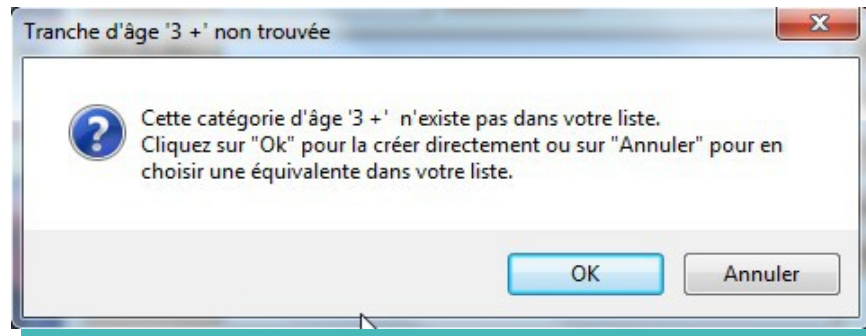 Tranche d'âge '3 +' non trouvée
Cette catégorie d'âge '3 +'  n'existe pas dans votre liste.
Cliquez sur "Ok" pour la créer directement ou sur "Annuler" pour en
choisir une équivalente dans votre liste.
OK
Annuler